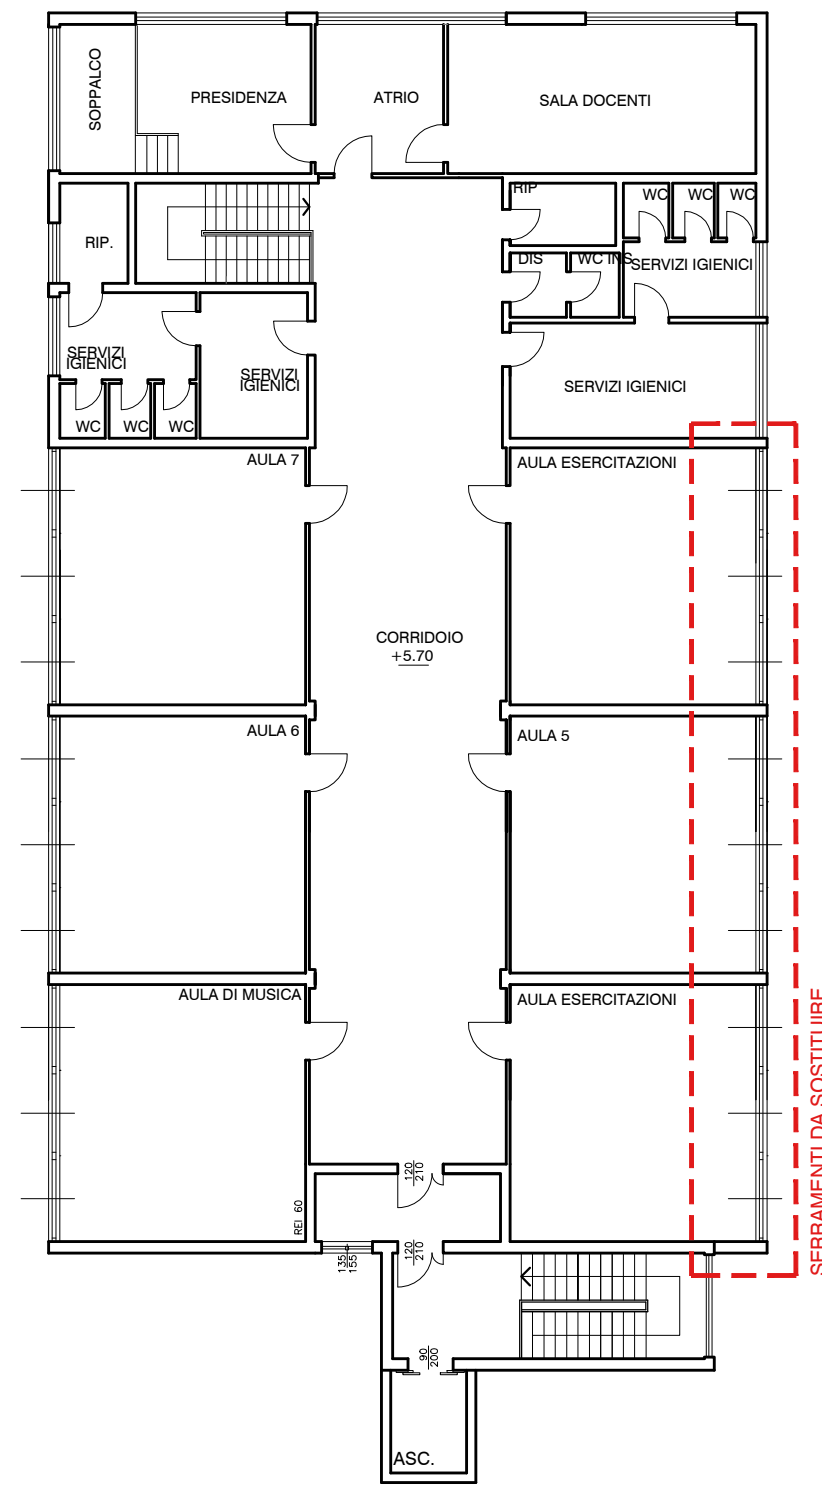 SOPPALCO
PRESIDENZA
ATRIO
SALA DOCENTI
RIP
WC
WC
WC
RIP.
DIS
WC INS
SERVIZI IGIENICI
SERVIZI
IGIENICI
SERVIZI
IGIENICI
SERVIZI IGIENICI
WC
WC
WC
AULA 7
AULA ESERCITAZIONI
CORRIDOIO
+5.70
AULA 6
AULA 5
AULA DI MUSICA
AULA ESERCITAZIONI
SERRAMENTI DA SOSTITUIRE
120
210
REI 60
120
210
135
155
90
200
ASC.